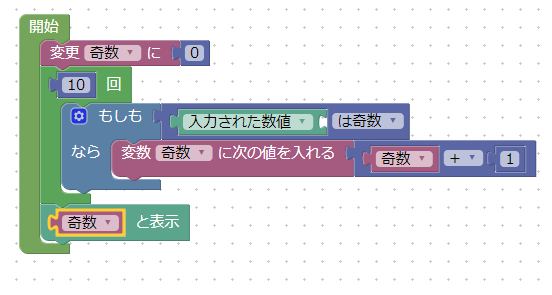 開始
変更 奇数 に 0
10 回
もしも 入力された数値 は奇数
なら 変数 奇数 に次の値を入れる 奇数 + 1
奇数 と表示